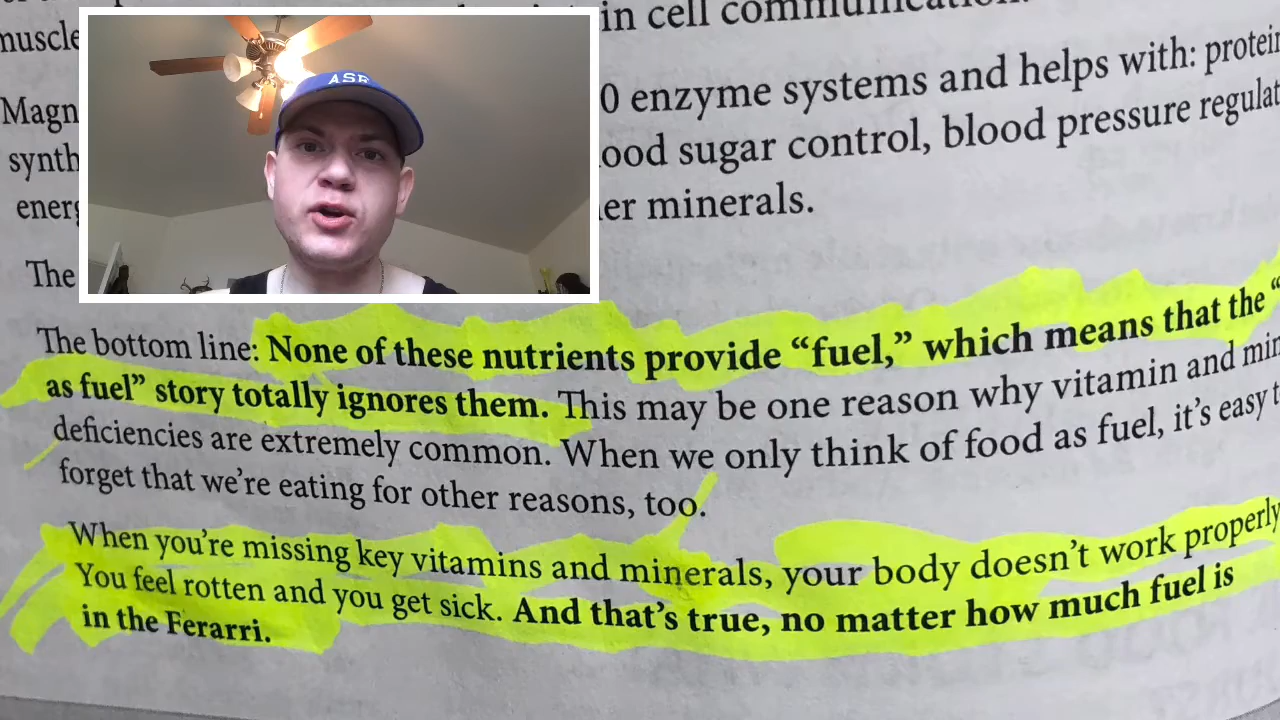 in cell communication.
muscle
Magn
0 enzyme systems and helps with: protein
synth
ood sugar control, blood pressure regulat
energ
er minerals.
The
ASR
The bottom line: None of these nutrients provide “fuel,” which means that the “
as fuel” story totally ignores them. This may be one reason why vitamin and min
deficiencies are extremely common. When we only think of food as fuel, it’s easy t
forget that we’re eating for other reasons, too.
When you’re missing key vitamins and minerals, your body doesn’t work properly
You feel rotten and you get sick. And that’s true, no matter how much fuel is
in the Ferarri.